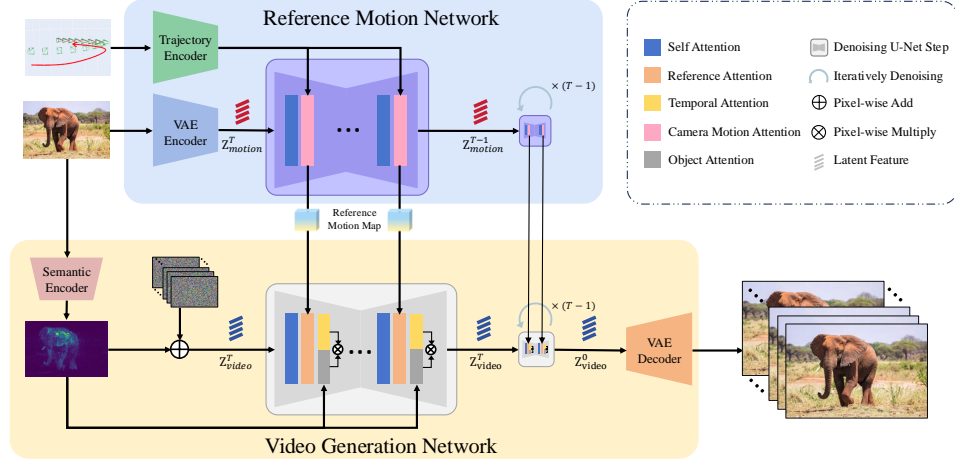 Reference Motion Network
Trajectory
Encoder
VAE
Encoder
Z^T_motion
Z^{T-1}_motion
× (T − 1)
Reference
Motion Map
Self Attention
Reference Attention
Temporal Attention
Camera Motion Attention
Object Attention
Denoising U-Net Step
Iteratively Denoising
Pixel-wise Add
Pixel-wise Multiply
Latent Feature
Semantic
Encoder
Z^T_video
Z^T_video
× (T − 1)
Z^0_video
VAE
Decoder
Video Generation Network